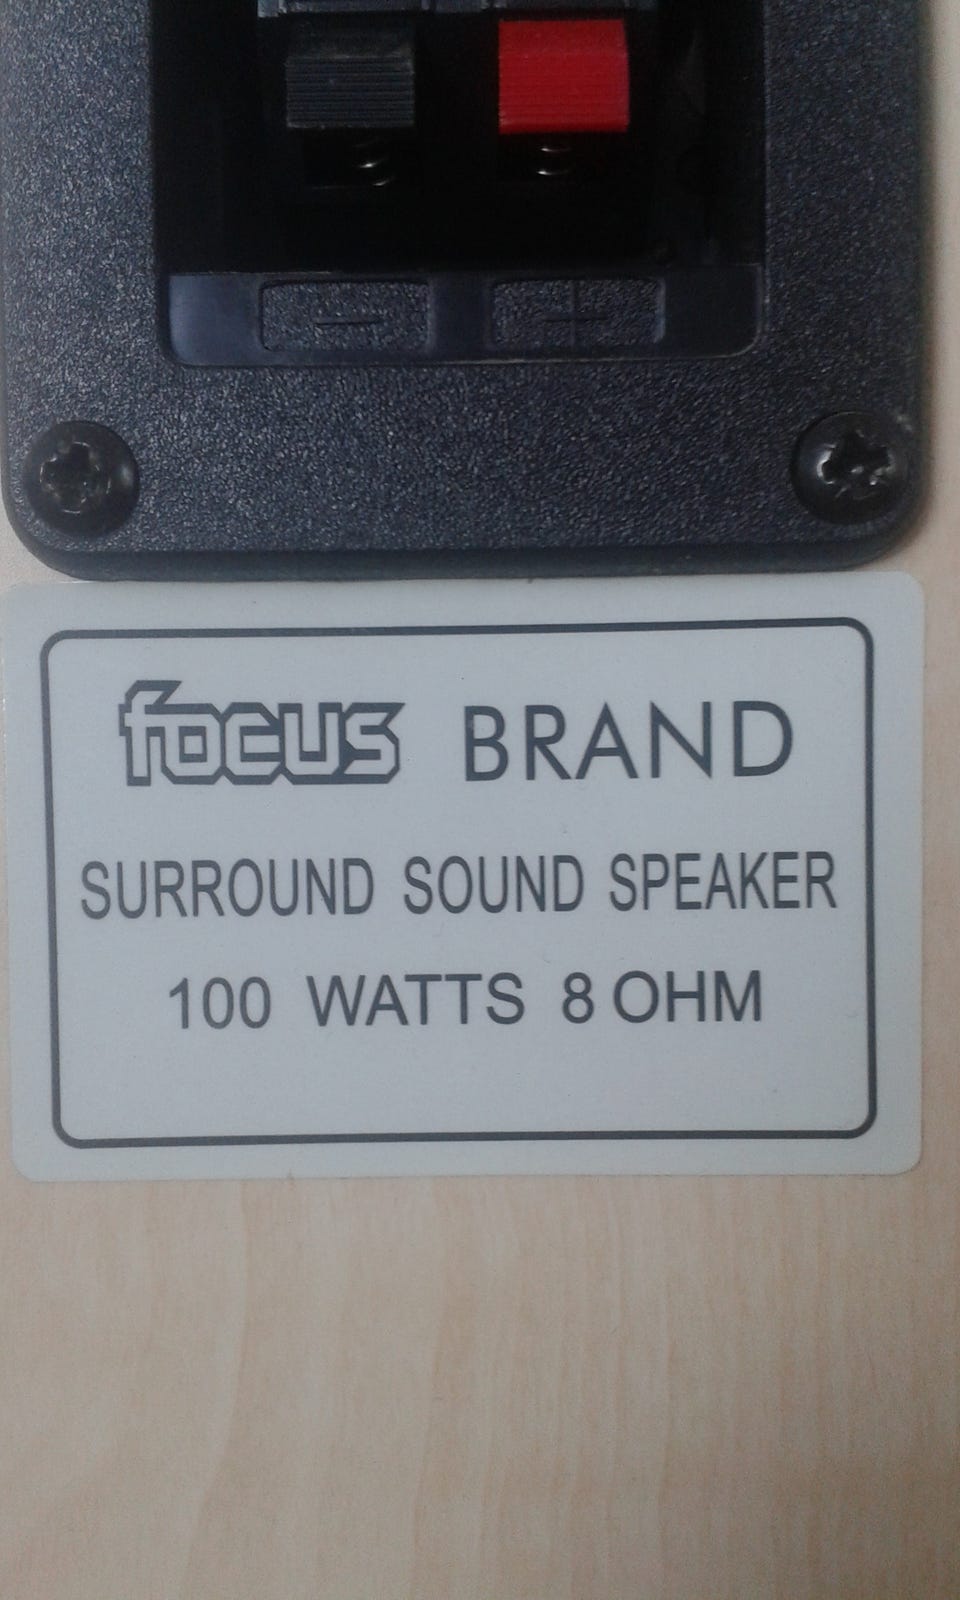 - +
focus BRAND
SURROUND SOUND SPEAKER
100 WATTS 8 OHM